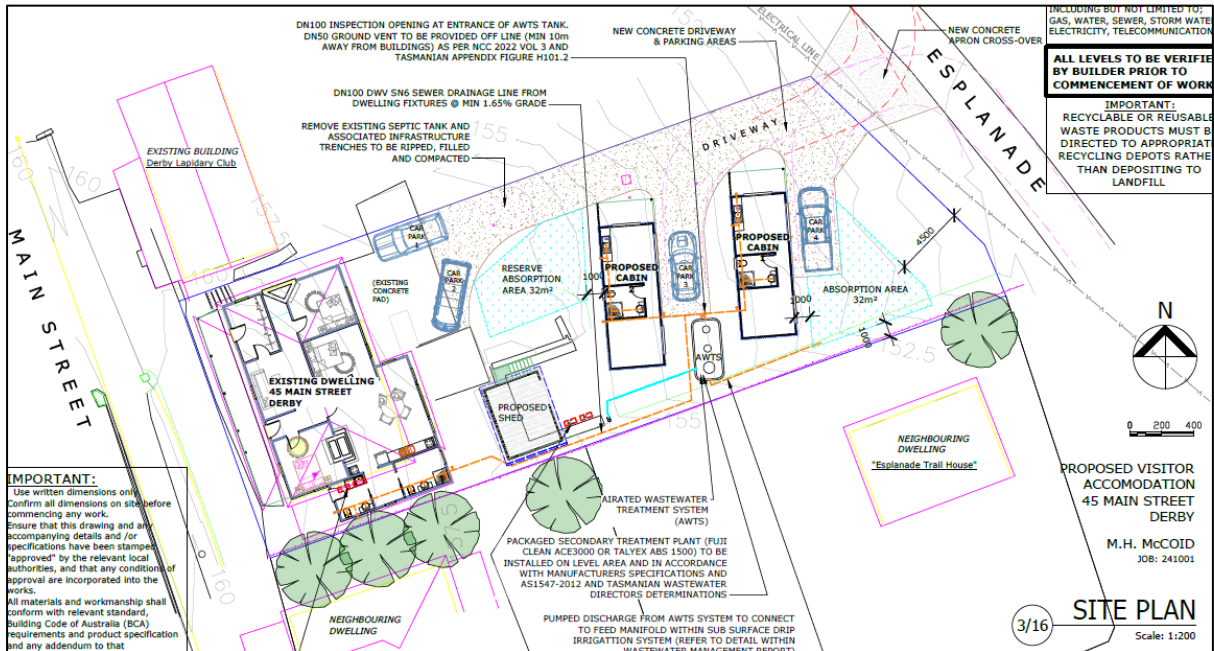 DN100 INSPECTION OPENING AT ENTRANCE OF AWTS TANK.
DN50 GROUND VENT TO BE PROVIDED OFF LINE (MIN 10m
AWAY FROM BUILDINGS) AS PER NCC 2022 VOL 3 AND
TASMANIAN APPENDIX FIGURE H101.2
DN100 DWV SN6 SEWER DRAINAGE LINE FROM
DWELLING FIXTURES @ MIN 1.65% GRADE
REMOVE EXISTING SEPTIC TANK AND
ASSOCIATED INFRASTRUCTURE
TRENCHES TO BE RIPPED, FILLED
AND COMPACTED
NEW CONCRETE DRIVEWAY
& PARKING AREAS
ELECTRICAL LINE
NEW CONCRETE
APRON CROSS-OVER
INCLUDING BUT NOT LIMITED TO;
GAS, WATER, SEWER, STORM WATE
ELECTRICITY, TELECOMMUNICATION
ALL LEVELS TO BE VERIFIE
BY BUILDER PRIOR TO
COMMENCEMENT OF WORK
IMPORTANT:
RECYCLABLE OR REUSABLE
WASTE PRODUCTS MUST B
DIRECTED TO APPROPRIAT
RECYCLING DEPOTS RATHE
THAN DEPOSITING TO
LANDFILL
ESPLANADE
DRIVEWAY
155
160
160
157.5
EXISTING BUILDING
Derby Lapidary Club
MAIN STREET
CAR
PARK
1
CAR
PARK
2
(EXISTING
CONCRETE
PAD)
RESERVE
ABSORPTION
AREA 32m²
1000
PROPOSED
CABIN
2
CAR
PARK
3
PROPOSED
CABIN
1
CAR
PARK
4
4500
1000
ABSORPTION AREA
32m²
1000
152.5
AWTS
155
EXISTING DWELLING
45 MAIN STREET
DERBY
PROPOSED
SHED
N
0 200 400
NEIGHBOURING
DWELLING
"Esplanade Trail House"
PROPOSED VISITOR
ACCOMODATION
45 MAIN STREET
DERBY
M.H. McCOID
JOB: 241001
IMPORTANT:
Use written dimensions only
Confirm all dimensions on site before
commencing any work.
Ensure that this drawing and any
accompanying details and /or
specifications have been stamped
"approved" by the relevant local
authorities, and that any conditions of
approval are incorporated into the
works.
All materials and workmanship shall
conform with relevant standard,
Building Code of Australia (BCA)
requirements and product specification
and any addendum to that
160
NEIGHBOURING
DWELLING
AIRATED WASTEWATER
TREATMENT SYSTEM
(AWTS)
PACKAGED SECONDARY TREATMENT PLANT (FUJI
CLEAN ACE3000 OR TALYEX ABS 1500) TO BE
INSTALLED ON LEVEL AREA AND IN ACCORDANCE
WITH MANUFACTURERS SPECIFICATIONS AND
AS1547-2012 AND TASMANIAN WASTEWATER
DIRECTORS DETERMINATIONS
PUMPED DISCHARGE FROM AWTS SYSTEM TO CONNECT
TO FEED MANIFOLD WITHIN SUB SURFACE DRIP
IRRIGATTION SYSTEM (REFER TO DETAIL WITHIN
WASTEWATER MANAGEMENT REPORT)
3/16
SITE PLAN
Scale: 1:200